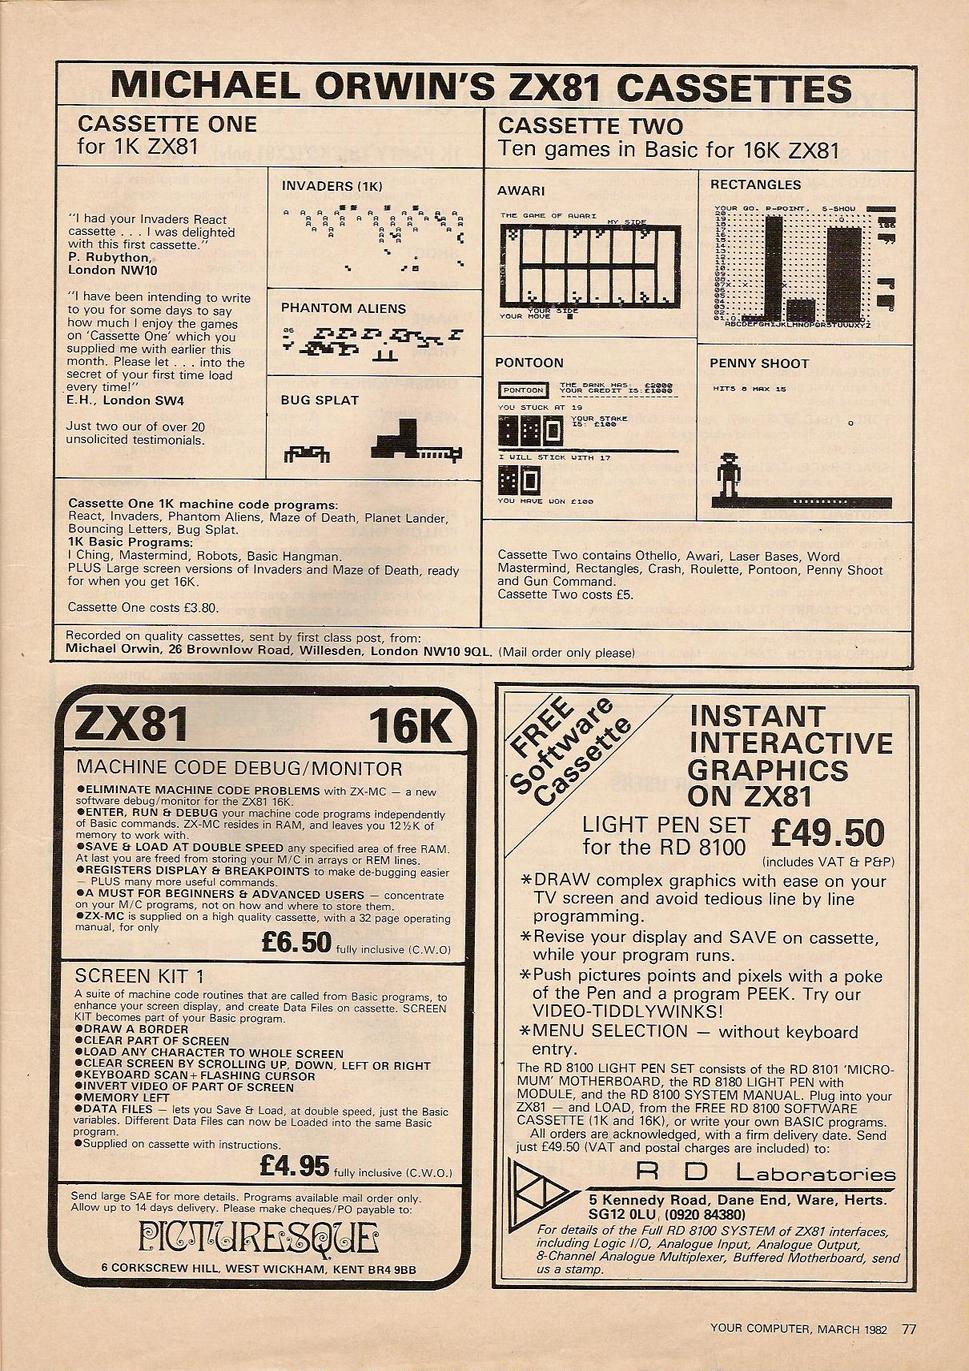 MICHAEL ORWIN'S ZX81 CASSETTES
CASSETTE ONE
for 1K ZX81
"I had your Invaders React
cassette . . . I was delighted
with this first cassette."
P. Rubython,
London NW10
"I have been intending to write
to you for some days to say
how much I enjoy the games
on 'Cassette One' which you
supplied me with earlier this
month. Please let . . . into the
secret of your first time load
every time!"
E.H., London SW4
Just two our of over 20
unsolicited testimonials.
INVADERS (1K)
PHANTOM ALIENS
06
BUG SPLAT
Cassette One 1K machine code programs:
React, Invaders, Phantom Aliens, Maze of Death, Planet Lander,
Bouncing Letters, Bug Splat.
1K Basic Programs:
I Ching, Mastermind, Robots, Basic Hangman.
PLUS Large screen versions of Invaders and Maze of Death, ready
for when you get 16K.
Cassette One costs £3.80.
CASSETTE TWO
Ten games in Basic for 16K ZX81
AWARI
THE GAME OF AWARI
MY SIDE
YOUR SIDE
YOUR MOVE
RECTANGLES
YOUR GO. P-POINT, S-SHOW
ABCDEFGHIJKLMNOPQRSTUVWXYZ
PONTOON
PONTOON
THE BANK HAS: £2000
YOUR CREDIT IS:£1000
YOU STUCK AT 19
YOUR STAKE
IS: £100
I WILL STICK WITH 17
YOU HAVE WON £100
PENNY SHOOT
HITS 8 MAX 15
Cassette Two contains Othello, Awari, Laser Bases, Word
Mastermind, Rectangles, Crash, Roulette, Pontoon, Penny Shoot
and Gun Command.
Cassette Two costs £5.
Recorded on quality cassettes, sent by first class post, from:
Michael Orwin, 26 Brownlow Road, Willesden, London NW10 9QL. (Mail order only please)
ZX81 16K
MACHINE CODE DEBUG/MONITOR
●ELIMINATE MACHINE CODE PROBLEMS with ZX-MC — a new
software debug/monitor for the ZX81 16K.
●ENTER, RUN & DEBUG your machine code programs independently
of Basic commands. ZX-MC resides in RAM, and leaves you 12½K of
memory to work with.
●SAVE & LOAD AT DOUBLE SPEED any specified area of free RAM.
At last you are freed from storing your M/C in arrays or REM lines.
●REGISTERS DISPLAY & BREAKPOINTS to make de-bugging easier
— PLUS many more useful commands.
●A MUST FOR BEGINNERS & ADVANCED USERS — concentrate
on your M/C programs, not on how and where to store them.
●ZX-MC is supplied on a high quality cassette, with a 32 page operating
manual, for only
£6.50 fully inclusive (C.W.O)
SCREEN KIT 1
A suite of machine code routines that are called from Basic programs, to
enhance your screen display, and create Data Files on cassette. SCREEN
KIT becomes part of your Basic program.
●DRAW A BORDER
●CLEAR PART OF SCREEN
●LOAD ANY CHARACTER TO WHOLE SCREEN
●CLEAR SCREEN BY SCROLLING UP, DOWN, LEFT OR RIGHT
●KEYBOARD SCAN+FLASHING CURSOR
●INVERT VIDEO OF PART OF SCREEN
●MEMORY LEFT
●DATA FILES — lets you Save & Load, at double speed, just the Basic
variables. Different Data Files can now be Loaded into the same Basic
program.
●Supplied on cassette with instructions.
£4.95 fully inclusive (C.W.O.)
Send large SAE for more details. Programs available mail order only.
Allow up to 14 days delivery. Please make cheques/PO payable to:
PICTURESQUE
6 CORKSCREW HILL, WEST WICKHAM, KENT BR4 9BB
FREE
Software
Cassette
INSTANT
INTERACTIVE
GRAPHICS
ON ZX81
LIGHT PEN SET
for the RD 8100
£49.50
(includes VAT & P&P)
*DRAW complex graphics with ease on your
TV screen and avoid tedious line by line
programming.
*Revise your display and SAVE on cassette,
while your program runs.
*Push pictures points and pixels with a poke
of the Pen and a program PEEK. Try our
VIDEO-TIDDLYWINKS!
*MENU SELECTION — without keyboard
entry.
The RD 8100 LIGHT PEN SET consists of the RD 8101 'MICRO-
MUM' MOTHERBOARD, the RD 8180 LIGHT PEN with
MODULE, and the RD 8100 SYSTEM MANUAL. Plug into your
ZX81 — and LOAD, from the FREE RD 8100 SOFTWARE
CASSETTE (1K and 16K), or write your own BASIC programs.
All orders are acknowledged, with a firm delivery date. Send
just £49.50 (VAT and postal charges are included) to:
R D Laboratories
5 Kennedy Road, Dane End, Ware, Herts.
SG12 0LU, (0920 84380)
For details of the Full RD 8100 SYSTEM of ZX81 interfaces,
including Logic I/O, Analogue Input, Analogue Output,
8-Channel Analogue Multiplexer, Buffered Motherboard, send
us a stamp.
YOUR COMPUTER, MARCH 1982 77